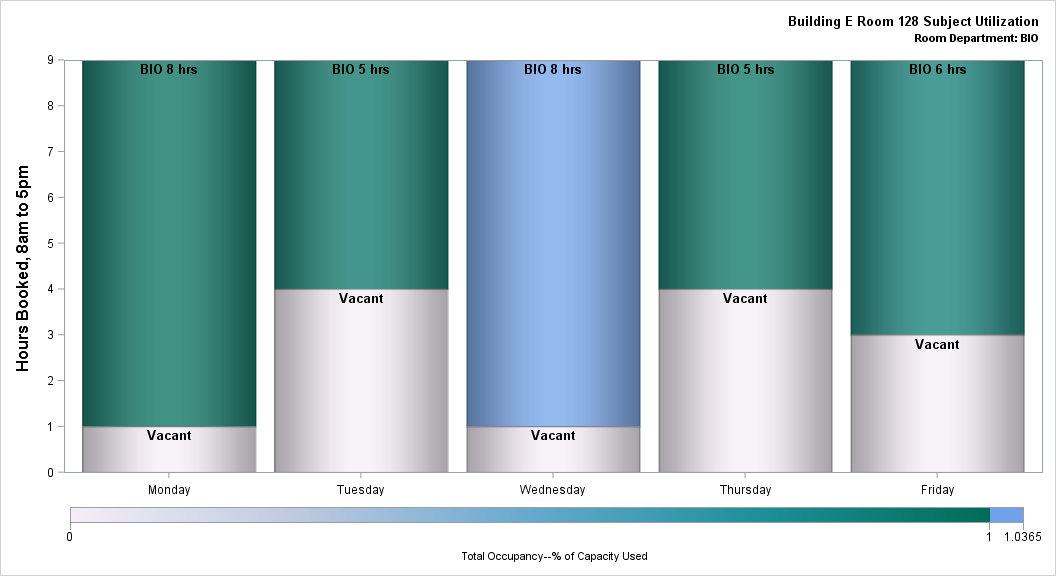 Building E Room 128 Subject Utilization
Room Department: BIO
Hours Booked, 8am to 5pm
9
8
7
6
5
4
3
2
1
0
BIO 8 hrs
BIO 5 hrs
BIO 8 hrs
BIO 5 hrs
BIO 6 hrs
Vacant
Vacant
Vacant
Vacant
Vacant
Monday
Tuesday
Wednesday
Thursday
Friday
0
1
1.0365
Total Occupancy--% of Capacity Used